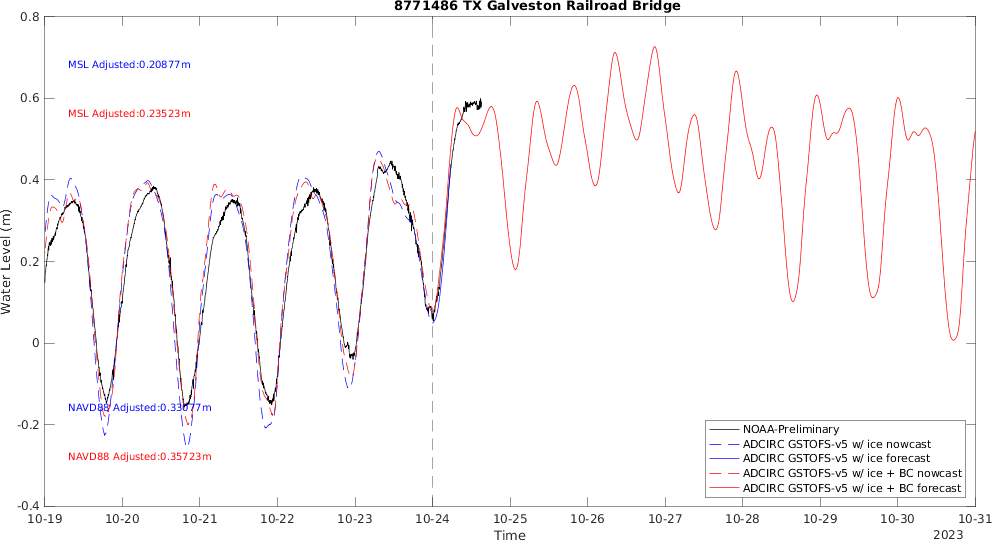 8771486 TX Galveston Railroad Bridge
0.8
0.6
0.4
0.2
0
-0.2
-0.4
Water Level (m)
MSL Adjusted:0.20877m
MSL Adjusted:0.23523m
NAVD88 Adjusted:0.33077m
NAVD88 Adjusted:0.35723m
NOAA-Preliminary
ADCIRC GSTOFS-v5 w/ ice nowcast
ADCIRC GSTOFS-v5 w/ ice forecast
ADCIRC GSTOFS-v5 w/ ice + BC nowcast
ADCIRC GSTOFS-v5 w/ ice + BC forecast
10-19 10-20 10-21 10-22 10-23 10-24 10-25 10-26 10-27 10-28 10-29 10-30 10-31
Time
2023